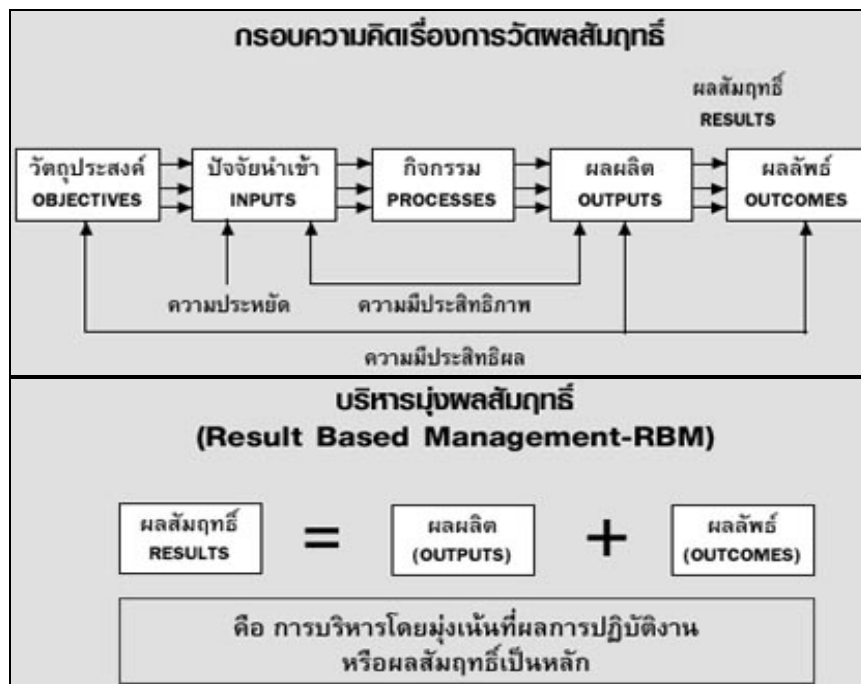 กรอบความคิดเรื่องการวัดผลสัมฤทธิ์
ผลสัมฤทธิ์
RESULTS
วัตถุประสงค์
OBJECTIVES
ปัจจัยนำเข้า
INPUTS
กิจกรรม
PROCESSES
ผลผลิต
OUTPUTS
ผลลัพธ์
OUTCOMES
ความประหยัด
ความมีประสิทธิภาพ
ความมีประสิทธิผล
บริหารมุ่งผลสัมฤทธิ์
(Result Based Management-RBM)
ผลสัมฤทธิ์
RESULTS
=
ผลผลิต
(OUTPUTS)
+
ผลลัพธ์
(OUTCOMES)
คือ การบริหารโดยมุ่งเน้นที่ผลการปฏิบัติงาน
หรือผลสัมฤทธิ์เป็นหลัก